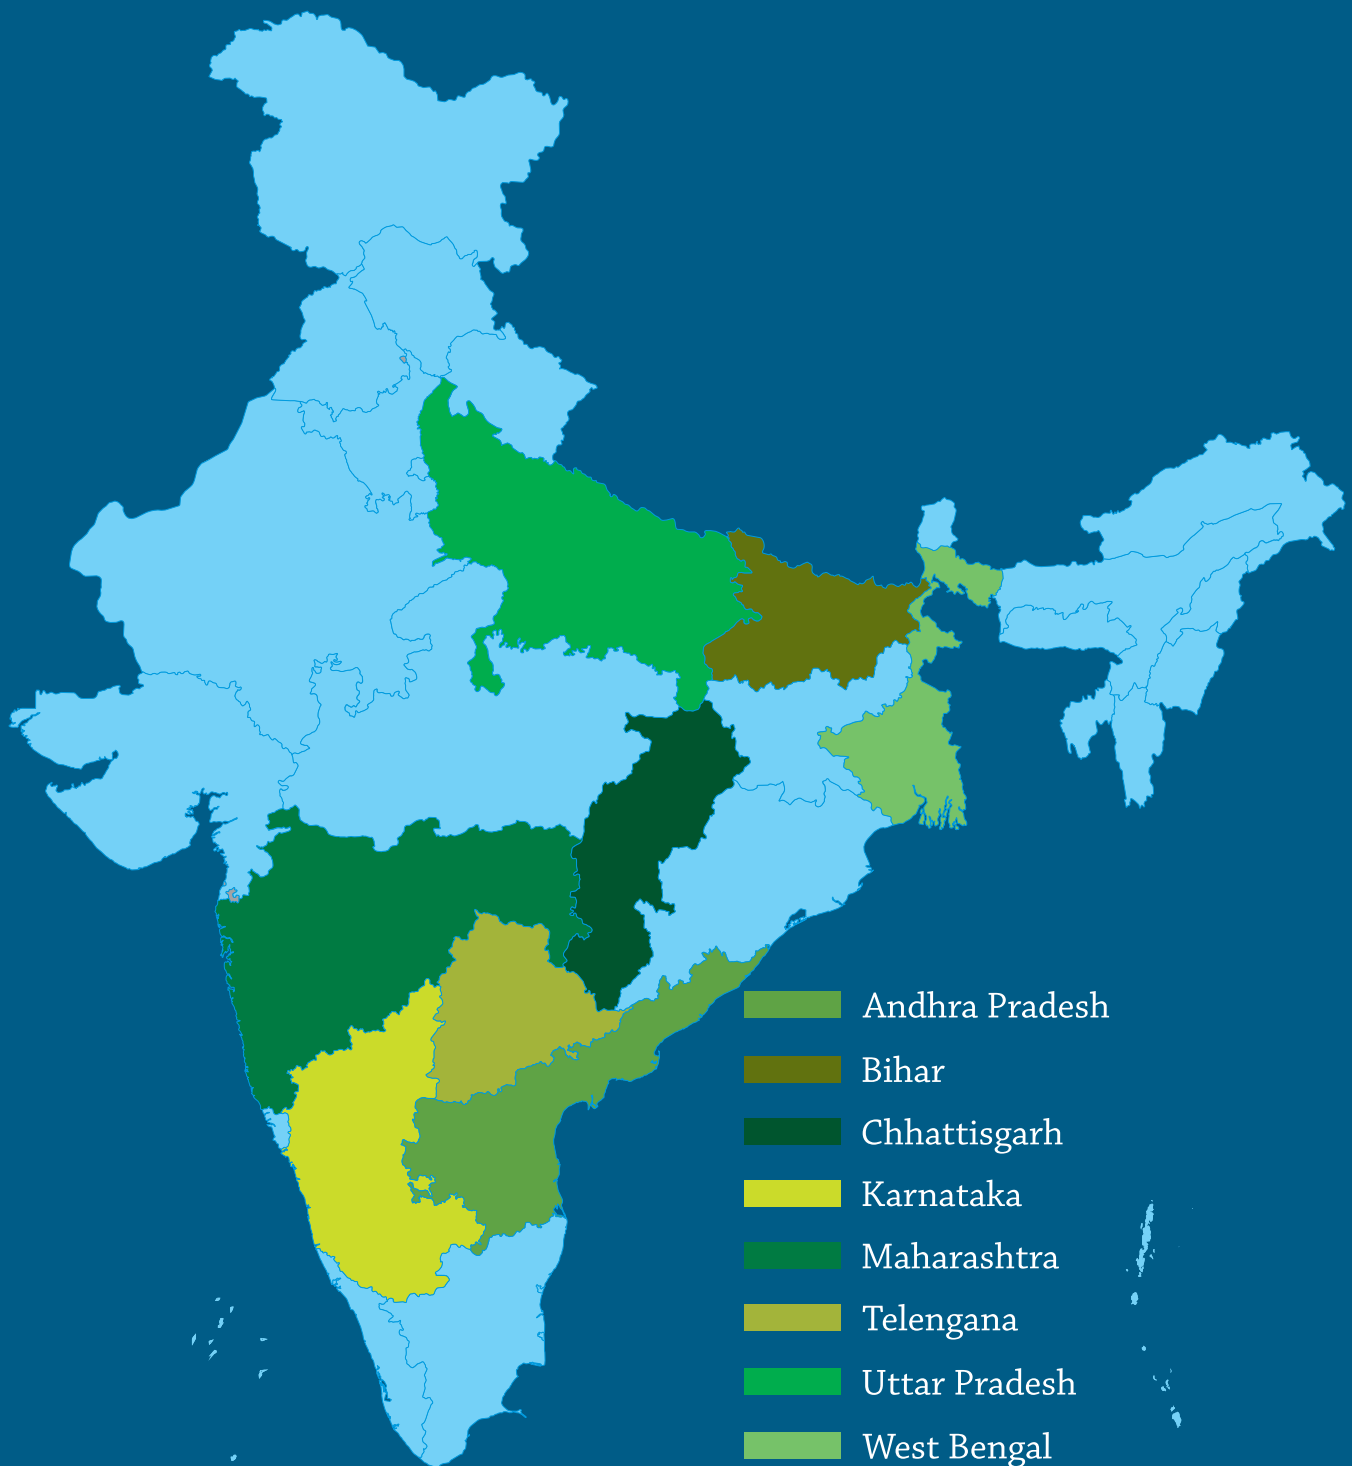 Andhra Pradesh
Bihar
Chhattisgarh
Karnataka
Maharashtra
Telengana
Uttar Pradesh
West Bengal